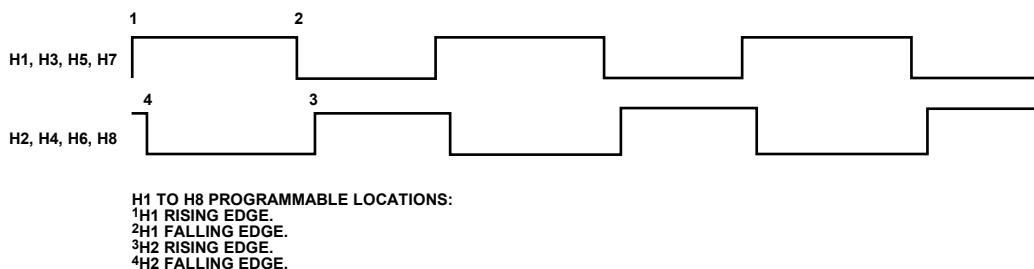 1 2
H1, H3, H5, H7
4 3
H2, H4, H6, H8
H1 TO H8 PROGRAMMABLE LOCATIONS:
1H1 RISING EDGE.
2H1 FALLING EDGE.
3H2 RISING EDGE.
4H2 FALLING EDGE.